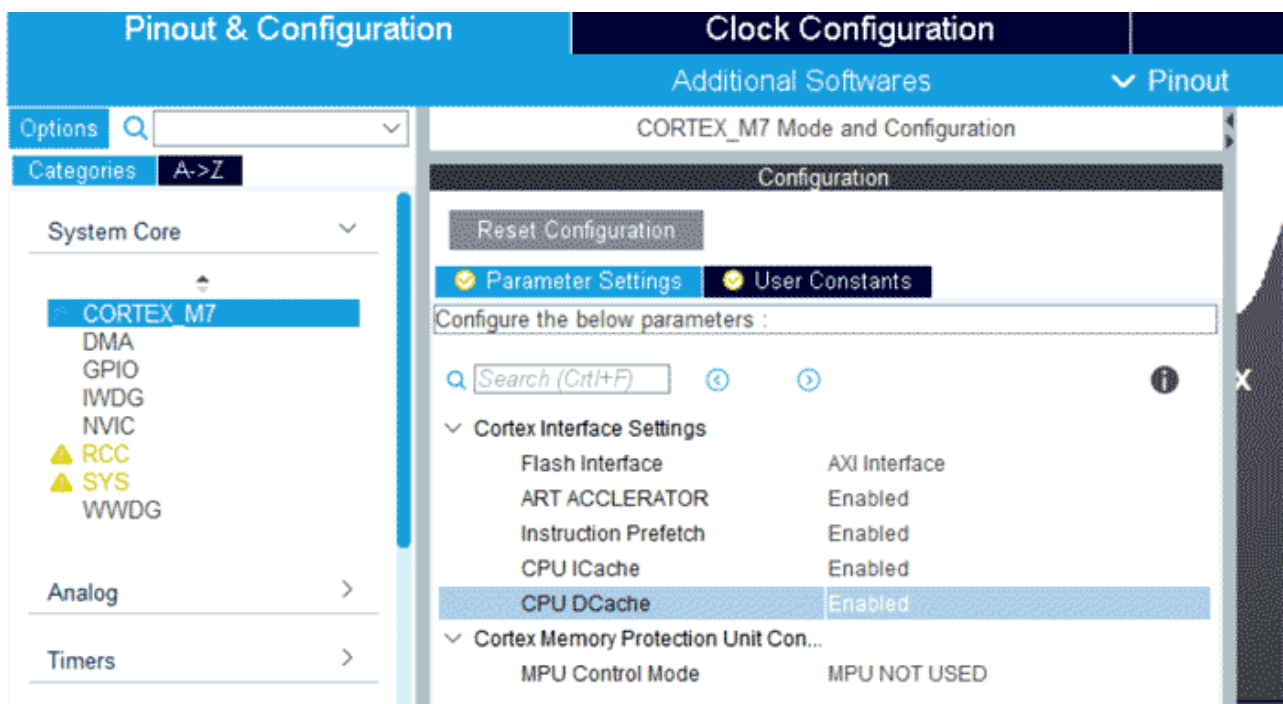 Pinout & Configuration
Clock Configuration
Additional Softwares
Pinout
Options
CORTEX_M7 Mode and Configuration
Categories
A->Z
Configuration
System Core
Reset Configuration
Parameter Settings
User Constants
CORTEX_M7
Configure the below parameters :
DMA
GPIO
Search (Crtl+F)
IWDG
NVIC
Cortex Interface Settings
RCC
Flash Interface
AXI Interface
SYS
ART ACCLERATOR
Enabled
WWDG
Instruction Prefetch
Enabled
CPU ICache
Enabled
Analog
CPU DCache
Enabled
Cortex Memory Protection Unit Con...
Timers
MPU Control Mode
MPU NOT USED
X